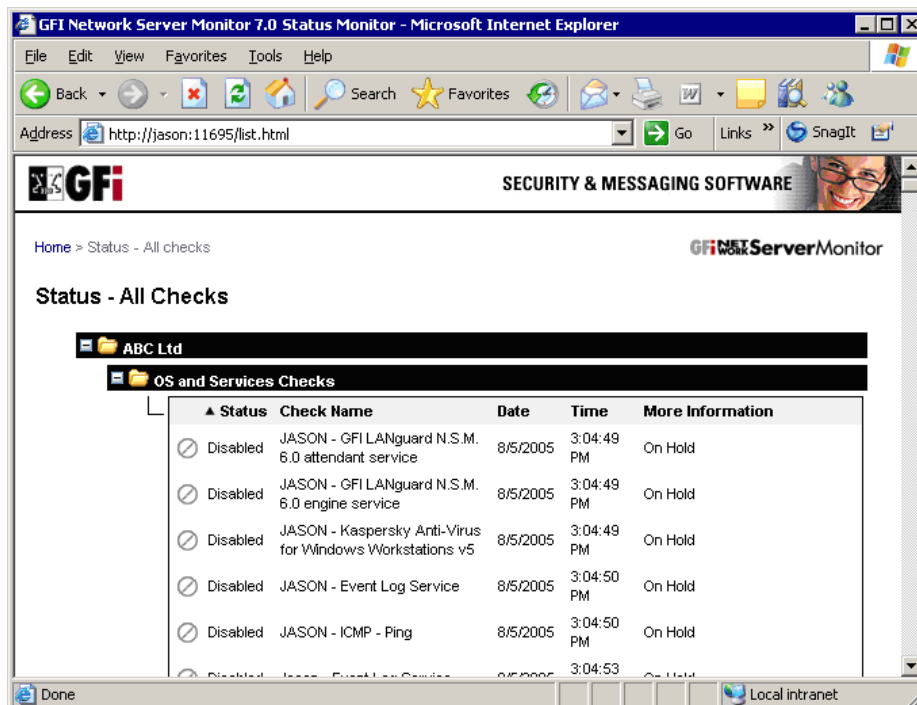 GFI Network Server Monitor 7.0 Status Monitor - Microsoft Internet Explorer
File Edit View Favorites Tools Help
Back Search Favorites
Address http://jason:11695/list.html Go Links » SnagIt
GFi SECURITY & MESSAGING SOFTWARE
Home > Status - All checks
GFi NETWORK ServerMonitor
Status - All Checks
ABC Ltd
OS and Services Checks
Status Check Name Date Time More Information
Disabled JASON - GFI LANguard N.S.M. 6.0 attendant service 8/5/2005 3:04:49 PM On Hold
Disabled JASON - GFI LANguard N.S.M. 6.0 engine service 8/5/2005 3:04:49 PM On Hold
Disabled JASON - Kaspersky Anti-Virus for Windows Workstations v5 8/5/2005 3:04:49 PM On Hold
Disabled JASON - Event Log Service 8/5/2005 3:04:50 PM On Hold
Disabled JASON - ICMP - Ping 8/5/2005 3:04:50 PM On Hold
3:04:53
Done Local intranet